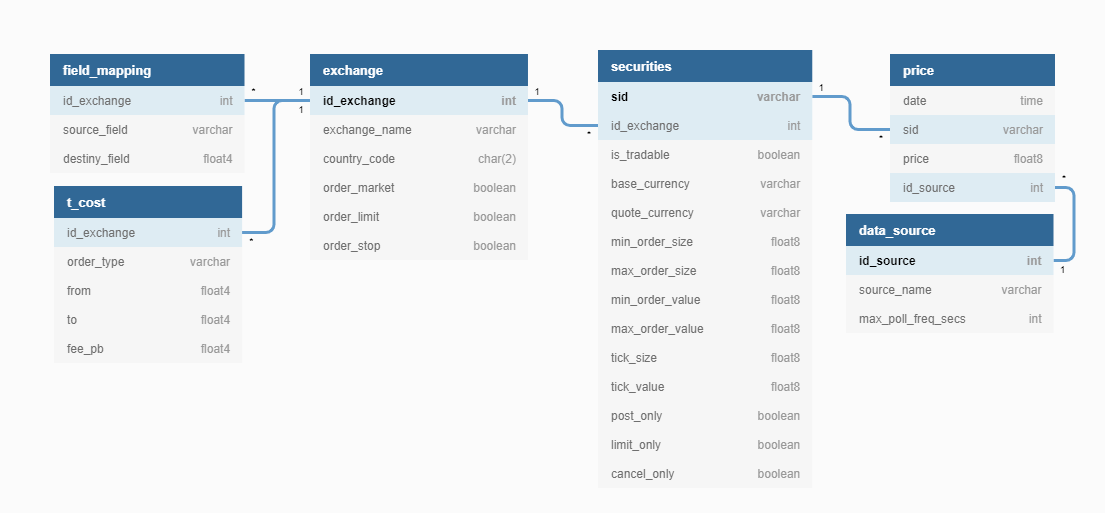 field_mapping
id_exchange int
source_field varchar
destiny_field float4
t_cost
id_exchange int
order_type varchar
from float4
to float4
fee_pb float4
* 1
1
*
exchange
id_exchange int
exchange_name varchar
country_code char(2)
order_market boolean
order_limit boolean
order_stop boolean
1
*
securities
sid varchar
id_exchange int
is_tradable boolean
base_currency varchar
quote_currency varchar
min_order_size float8
max_order_size float8
min_order_value float8
max_order_value float8
tick_size float8
tick_value float8
post_only boolean
limit_only boolean
cancel_only boolean
1
*
price
date time
sid varchar
price float8
id_source int
*
data_source
id_source int
1
source_name varchar
max_poll_freq_secs int